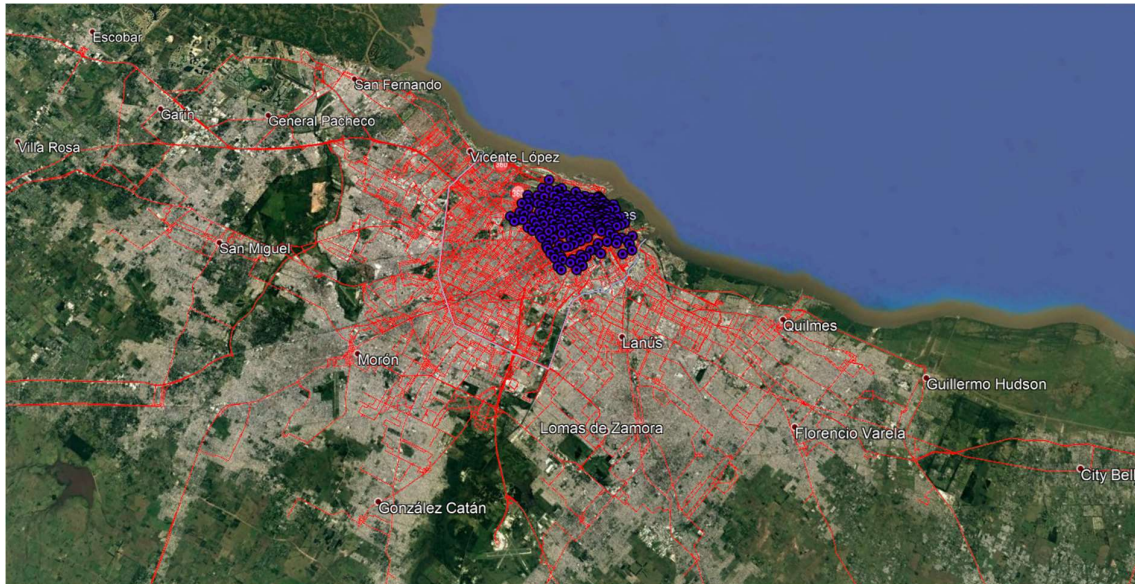 Escobar
San Fernando
Garín
General Pacheco
Villa Rosa
Vicente López
San Miguel
Quilmes
Lanús
Morón
Guillermo Hudson
Lomas de Zamora
Florencio Varela
City Bell
González Catán